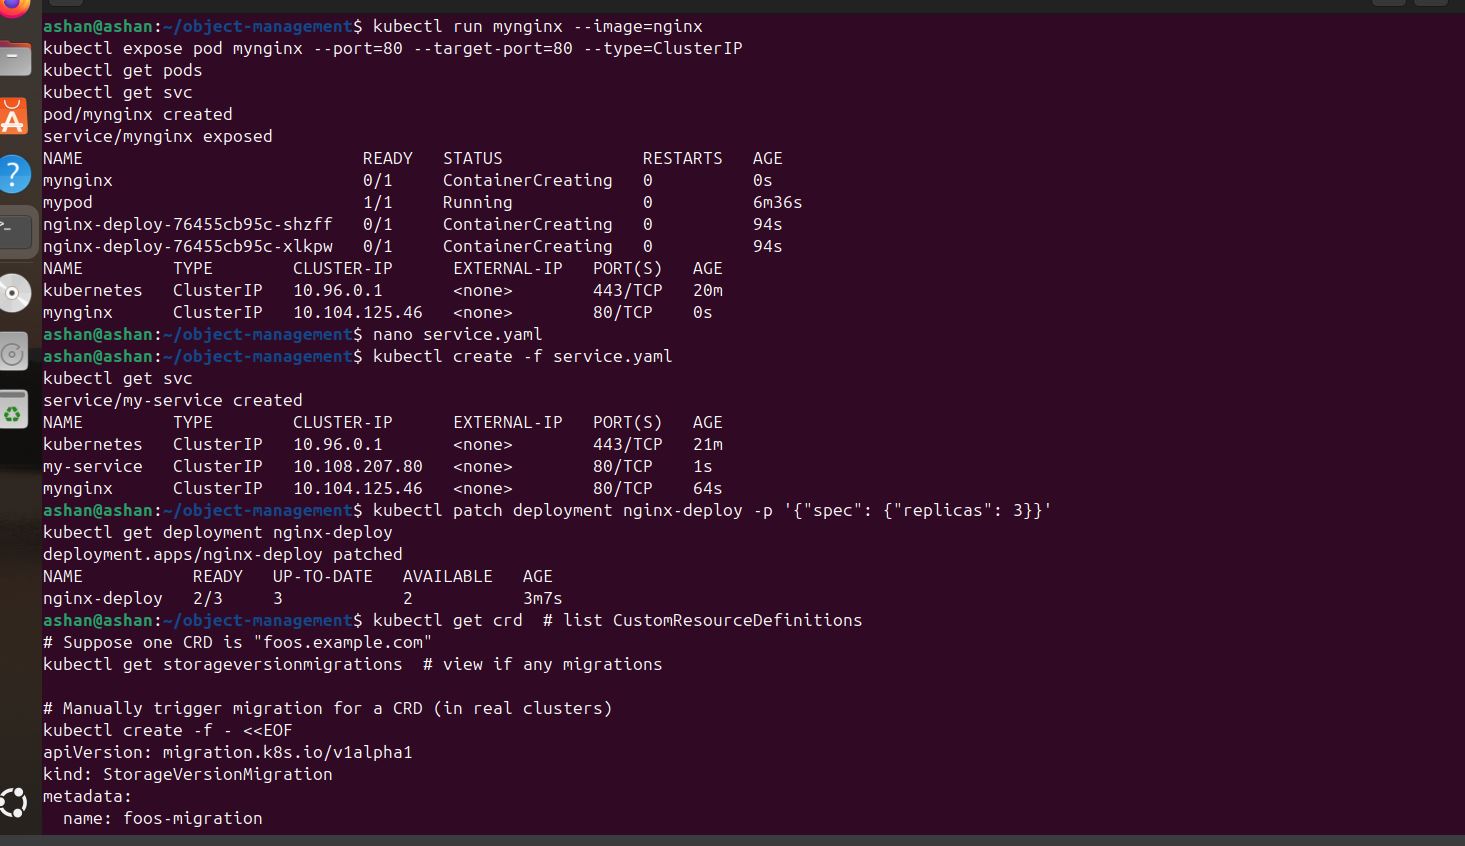 ashan@ashan:~/object-management$ kubectl run mynginx --image=nginx
kubectl expose pod mynginx --port=80 --target-port=80 --type=ClusterIP
kubectl get pods
kubectl get svc
pod/mynginx created
service/mynginx exposed
NAME                            READY   STATUS              RESTARTS   AGE
mynginx                         0/1     ContainerCreating   0          0s
mypod                           1/1     Running             0          6m36s
nginx-deploy-76455cb95c-shzff   0/1     ContainerCreating   0          94s
nginx-deploy-76455cb95c-xlkpw   0/1     ContainerCreating   0          94s
NAME         TYPE        CLUSTER-IP      EXTERNAL-IP   PORT(S)   AGE
kubernetes   ClusterIP   10.96.0.1       <none>        443/TCP   20m
mynginx      ClusterIP   10.104.125.46   <none>        80/TCP    0s
ashan@ashan:~/object-management$ nano service.yaml
ashan@ashan:~/object-management$ kubectl create -f service.yaml
kubectl get svc
service/my-service created
NAME         TYPE        CLUSTER-IP      EXTERNAL-IP   PORT(S)   AGE
kubernetes   ClusterIP   10.96.0.1       <none>        443/TCP   21m
my-service   ClusterIP   10.108.207.80   <none>        80/TCP    1s
mynginx      ClusterIP   10.104.125.46   <none>        80/TCP    64s
ashan@ashan:~/object-management$ kubectl patch deployment nginx-deploy -p '{"spec": {"replicas": 3}}'
kubectl get deployment nginx-deploy
deployment.apps/nginx-deploy patched
NAME           READY   UP-TO-DATE   AVAILABLE   AGE
nginx-deploy   2/3     3            2           3m7s
ashan@ashan:~/object-management$ kubectl get crd  # list CustomResourceDefinitions
# Suppose one CRD is "foos.example.com"
kubectl get storageversionmigrations  # view if any migrations

# Manually trigger migration for a CRD (in real clusters)
kubectl create -f - <<EOF
apiVersion: migration.k8s.io/v1alpha1
kind: StorageVersionMigration
metadata:
  name: foos-migration